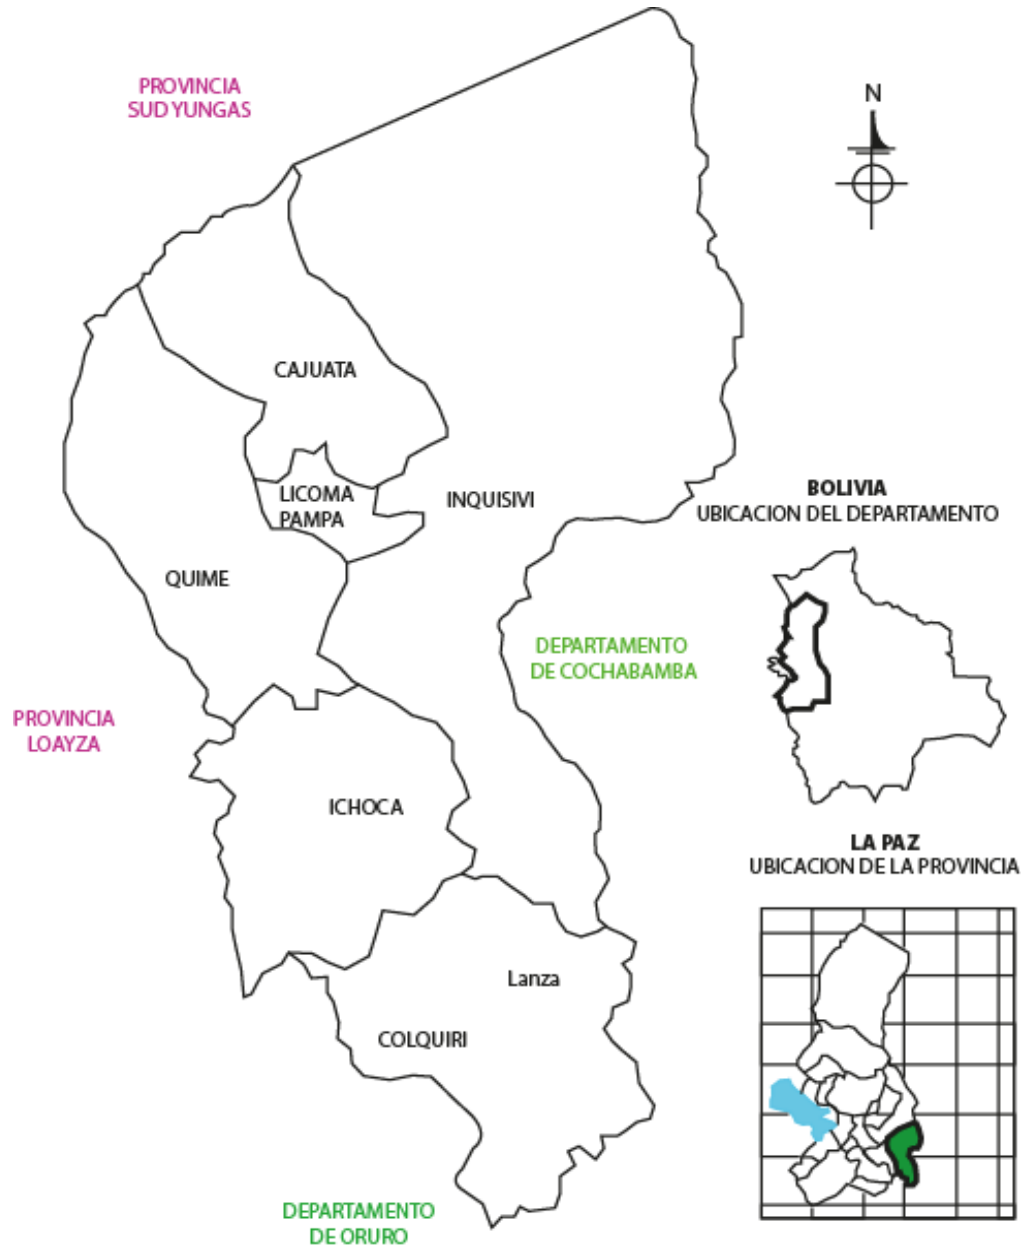 PROVINCIA
SUD YUNGAS
N
CAJUATA
LICOMA
PAMPA
INQUISIVI
BOLIVIA
UBICACION DEL DEPARTAMENTO
QUIME
DEPARTAMENTO
DE COCHABAMBA
PROVINCIA
LOAYZA
ICHOCA
LA PAZ
UBICACION DE LA PROVINCIA
Lanza
COLQUIRI
DEPARTAMENTO
DE ORURO